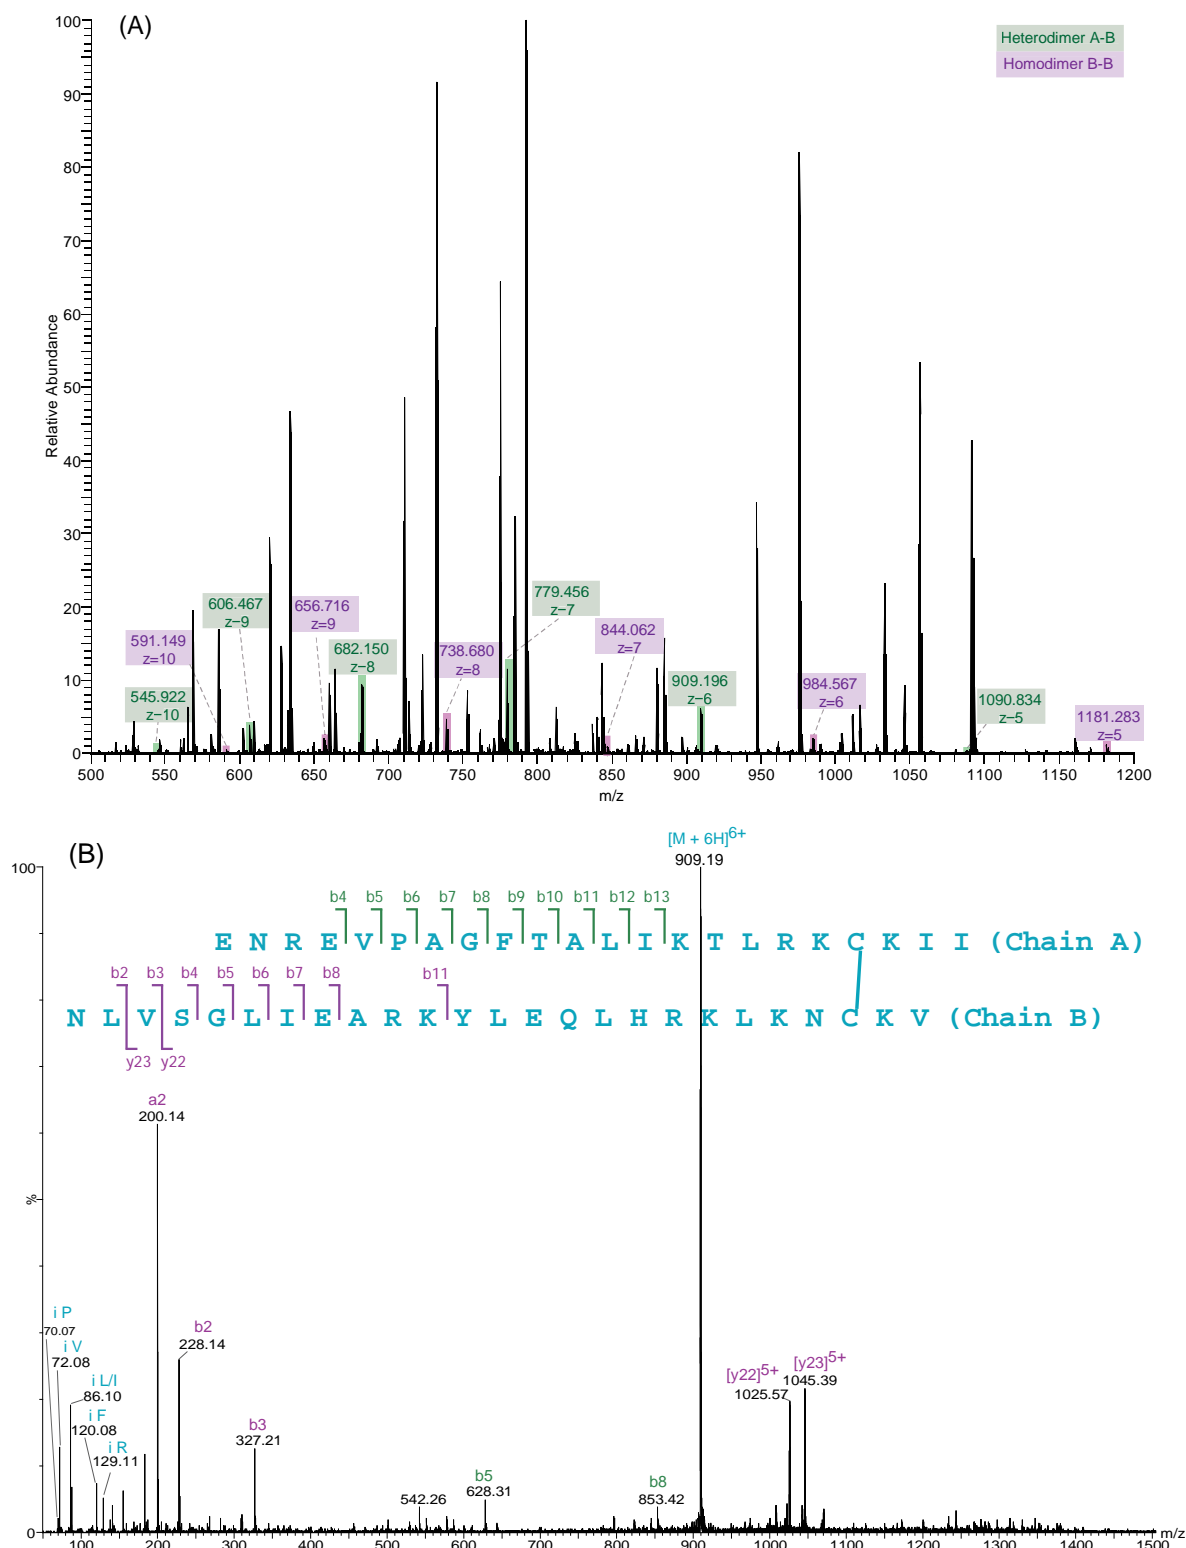 (A)
Heterodimer A-B
Homodimer B-B
Relative Abundance
100
90
80
70
60
50
40
30
20
10
0
545.922
z−10
591.149
z=10
606.467
z−9
656.716
z=9
682.150
z−8
738.680
z=8
779.456
z−7
844.062
z=7
909.196
z−6
984.567
z=6
1090.834
z−5
1181.283
z=5
500 600 650 700 750 800 850 900 950 1000 1050 1100 1150 1200
m/z
(B)
[M + 6H]6+
909.19
100
%
0
b4 b5 b6 b7 b8 b9 b10 b11 b12 b13
E N R E V P A G F T A L I K T L R K C K I I (Chain A)
b2 b3 b4 b5 b6 b7 b8 b11
N L V S G L I E A R K Y L E Q L H R K L K N C K V (Chain B)
y23 y22
a2
200.14
i P
70.07
i V
72.08
i L/I
86.10
i F
120.08
i R
129.11
b2
228.14
b3
327.21
542.26
b5
628.31
b8
853.42
[y22]5+
1025.57
[y23]5+
1045.39
100 200 300 400 500 600 700 800 900 1000 1100 1200 1300 1400 1500
m/z